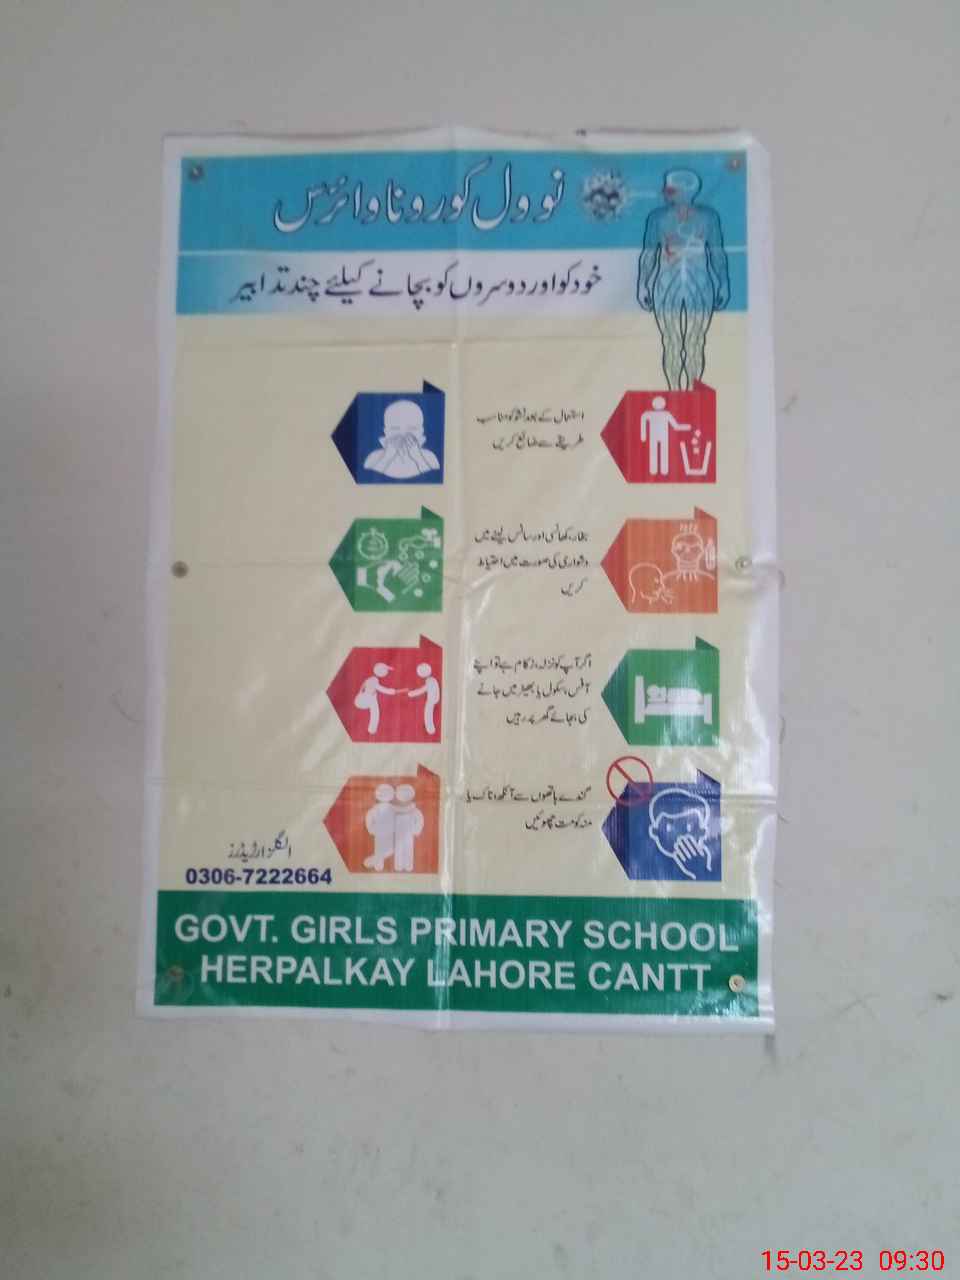 نوول کورونا وائرس
خود کو اور دوسروں کو بچانے کیلئے چند تدابیر
استعمال کے بعد ٹشو کو مناسب
طریقے سے ضائع کریں
بخار، کھانسی اور سانس لینے میں
دشواری کی صورت میں احتیاط
کریں
اگر آپ کو نزلہ، زکام ہے تو اپنے
آفس، سکول یا بھیڑ میں جانے
کی بجائے گھر پر رہیں
گندے ہاتھوں سے آنکھ، ناک یا
منہ کو مت چھوئیں
ٹریڈرز
0306-7222664
GOVT. GIRLS PRIMARY SCHOOL
HERPALKAY LAHORE CANTT
15-03-23 09:30